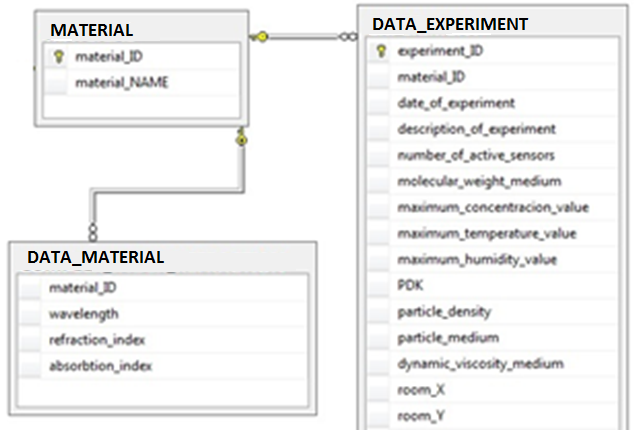 MATERIAL
material_ID
material_NAME
DATA_EXPERIMENT
experiment_ID
material_ID
date_of_experiment
description_of_experiment
number_of_active_sensors
molecular_weight_medium
maximum_concentracion_value
maximum_temperature_value
maximum_humidity_value
PDK
particle_density
particle_medium
dynamic_viscosity_medium
room_X
room_Y
DATA_MATERIAL
material_ID
wavelength
refraction_index
absorbtion_index